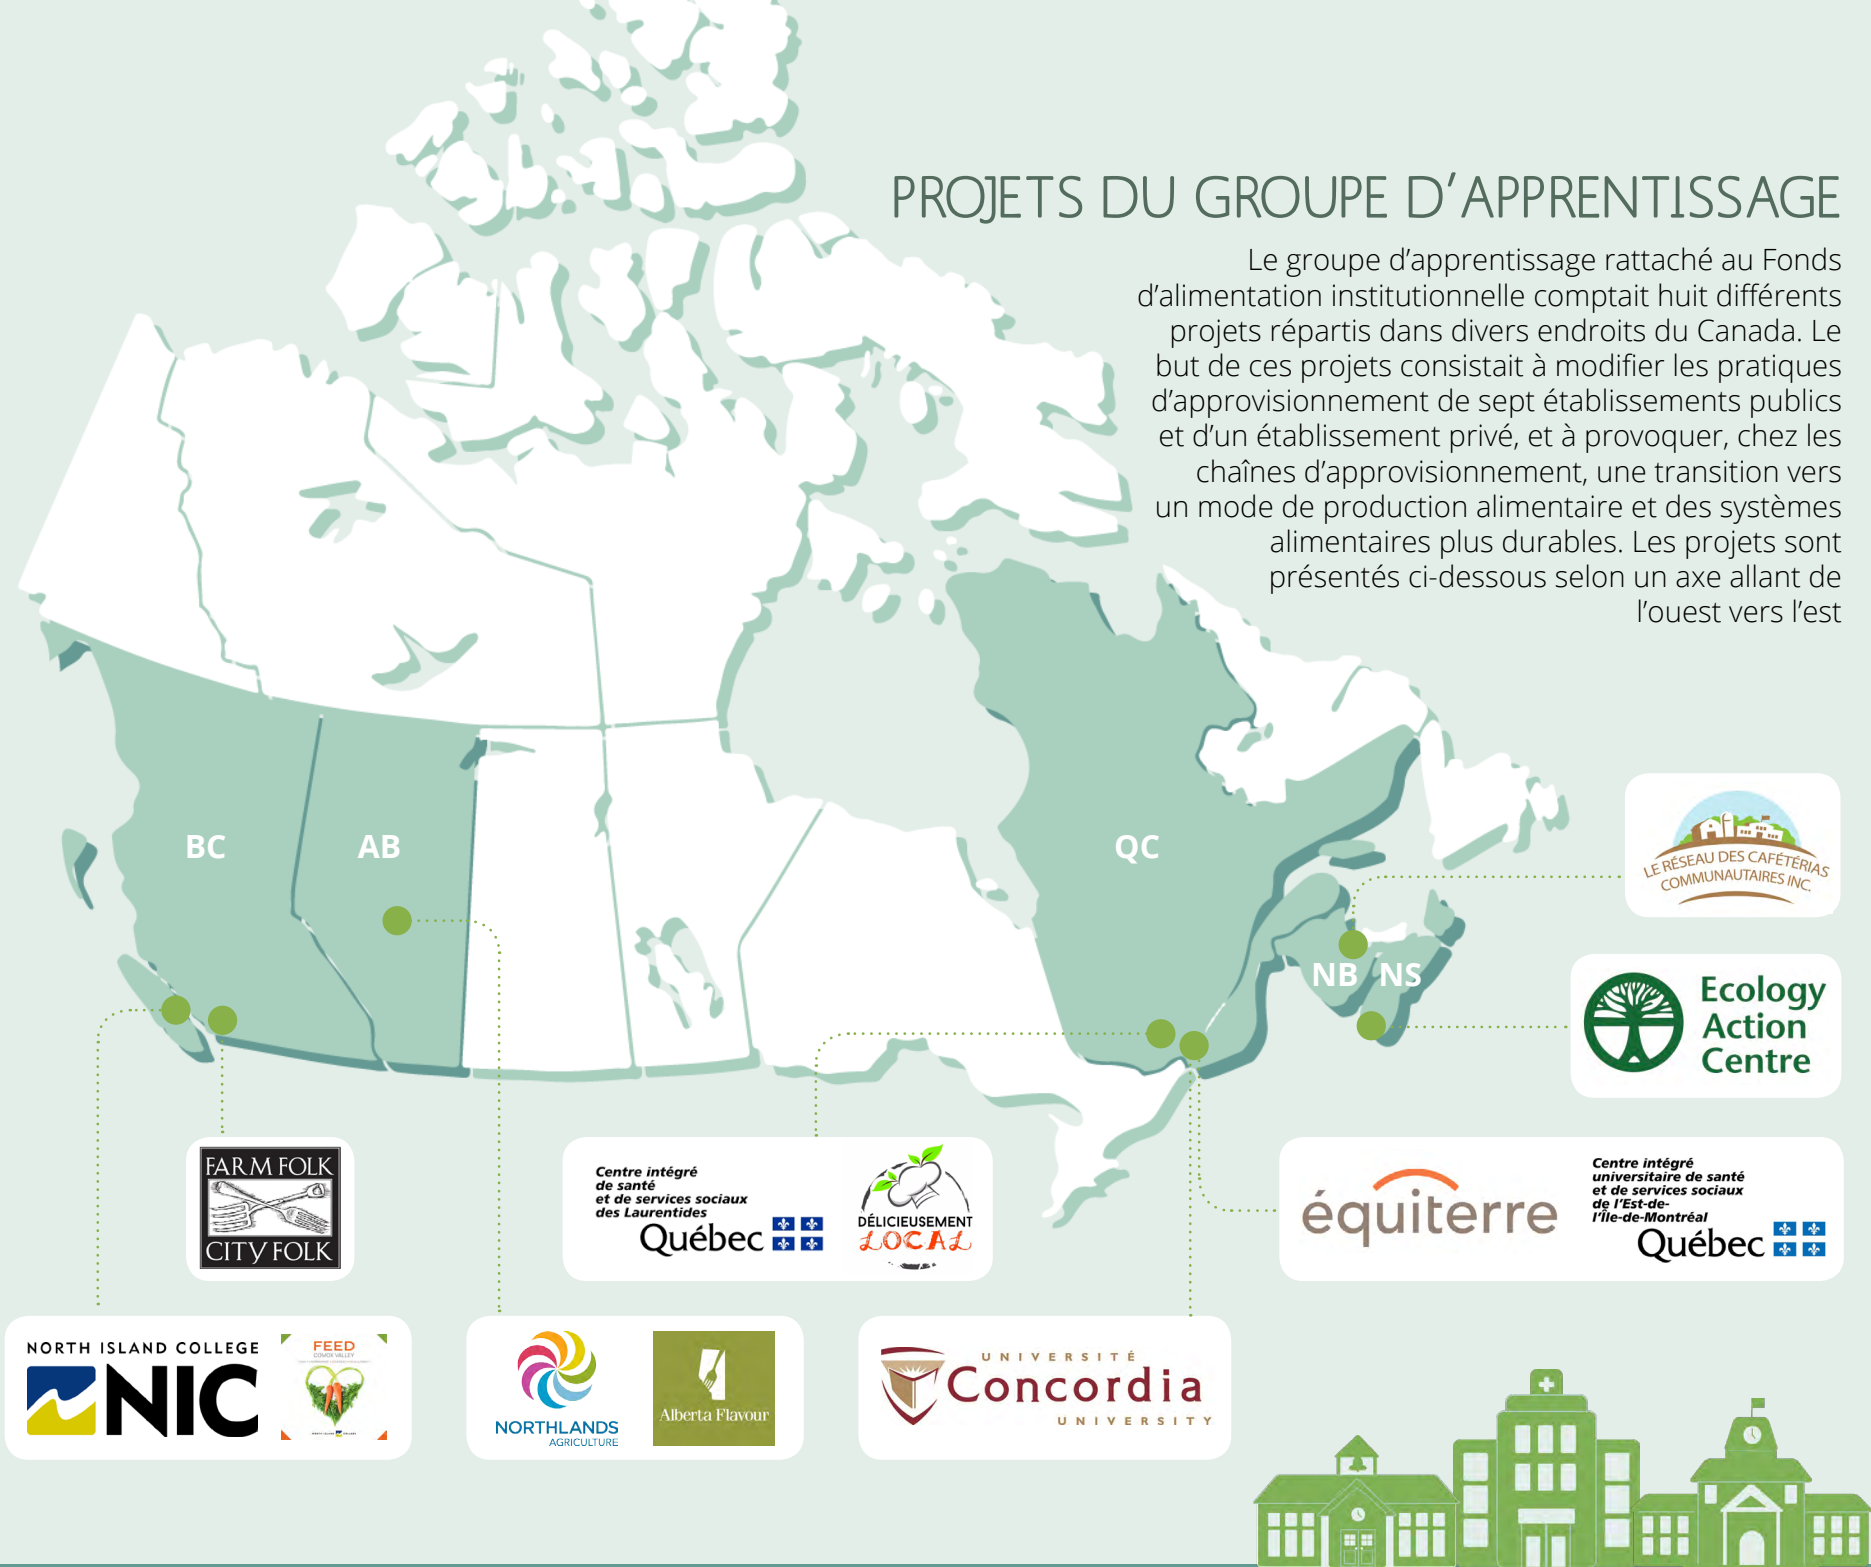 PROJETS DU GROUPE D'APPRENTISSAGE
Le groupe d'apprentissage rattaché au Fonds
d'alimentation institutionnelle comptait huit différents
projets répartis dans divers endroits du Canada. Le
but de ces projets consistait à modifier les pratiques
d'approvisionnement de sept établissements publics
et d'un établissement privé, et à provoquer, chez les
chaînes d'approvisionnement, une transition vers
un mode de production alimentaire et des systèmes
alimentaires plus durables. Les projets sont
présentés ci-dessous selon un axe allant de
l'ouest vers l'est
BC
AB
QC
NB
NS
LE RÉSEAU DES CAFÉTÉRIAS
COMMUNAUTAIRES INC.
Ecology
Action
Centre
FARM FOLK
CITY FOLK
Centre intégré
de santé
et de services sociaux
des Laurentides
Québec
DÉLICIEUSEMENT
LOCAL
équiterre
Centre intégré
universitaire de santé
et de services sociaux
de l'Est-de-
l'Île-de-Montréal
Québec
NORTH ISLAND COLLEGE
NIC
FEED
COMOX VALLEY
NORTHLANDS
AGRICULTURE
Alberta Flavour
UNIVERSITÉ
Concordia
UNIVERSITY